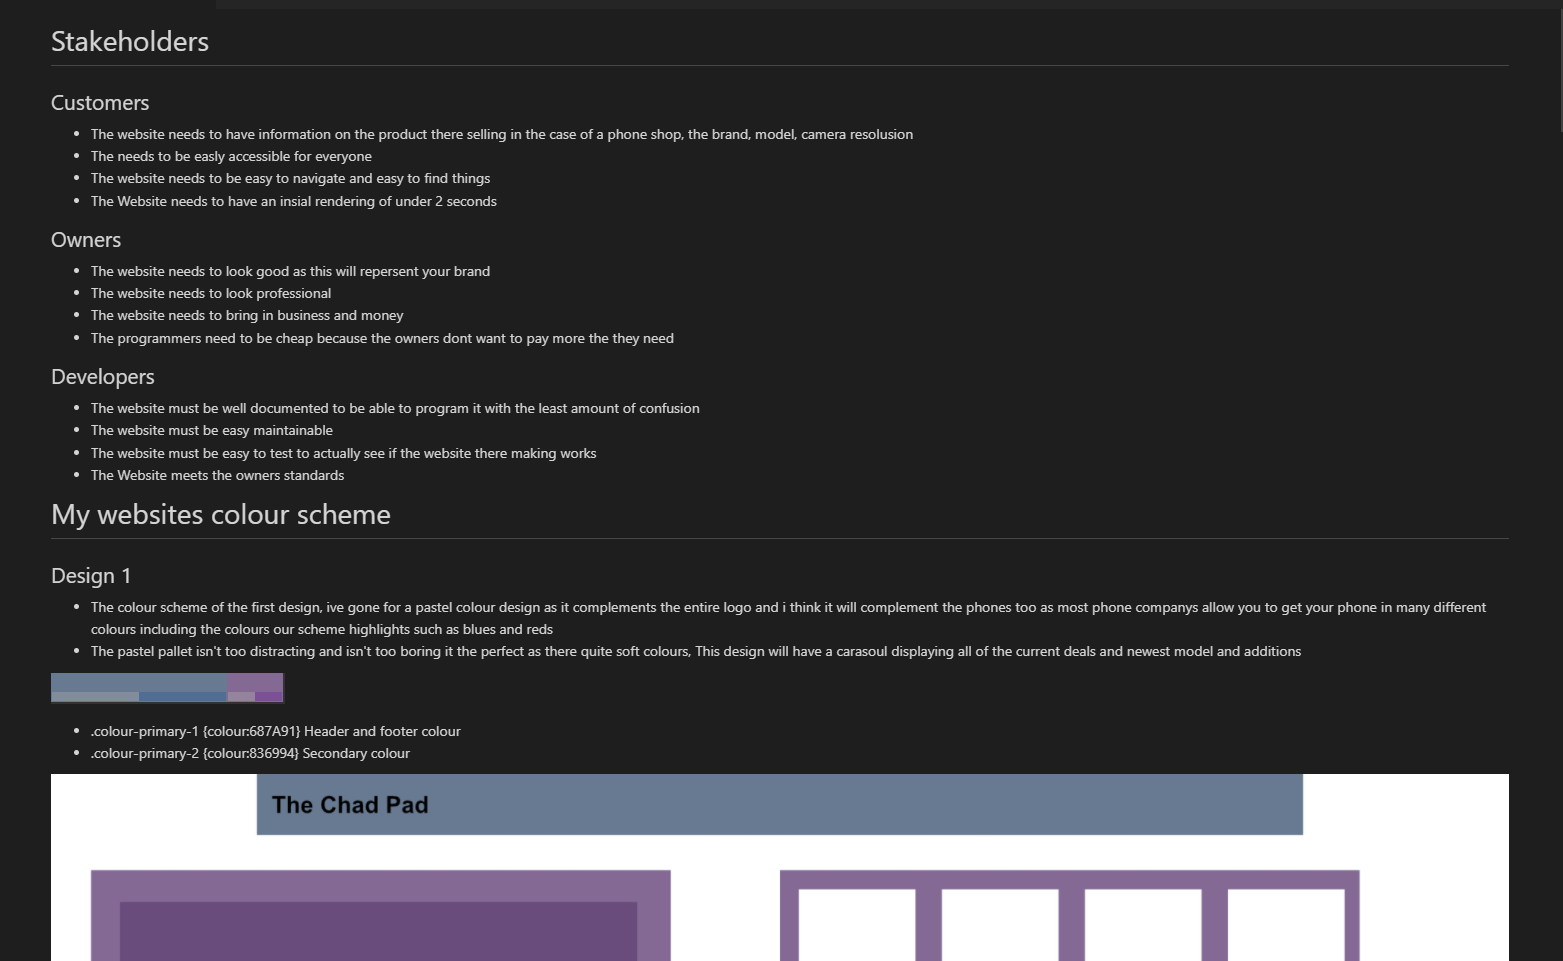 Stakeholders
Customers
The website needs to have information on the product there selling in the case of a phone shop, the brand, model, camera resolusion
The needs to be easly accessible for everyone
The website needs to be easy to navigate and easy to find things
The Website needs to have an insial rendering of under 2 seconds
Owners
The website needs to look good as this will repersent your brand
The website needs to look professional
The website needs to bring in business and money
The programmers need to be cheap because the owners dont want to pay more the they need
Developers
The website must be well documented to be able to program it with the least amount of confusion
The website must be easy maintainable
The website must be easy to test to actually see if the website there making works
The Website meets the owners standards
My websites colour scheme
Design 1
The colour scheme of the first design, ive gone for a pastel colour design as it complements the entire logo and i think it will complement the phones too as most phone companys allow you to get your phone in many different
colours including the colours our scheme highlights such as blues and reds
The pastel pallet isn't too distracting and isn't too boring it the perfect as there quite soft colours, This design will have a carasoul displaying all of the current deals and newest model and additions
.colour-primary-1 {colour:687A91} Header and footer colour
.colour-primary-2 {colour:836994} Secondary colour
The Chad Pad